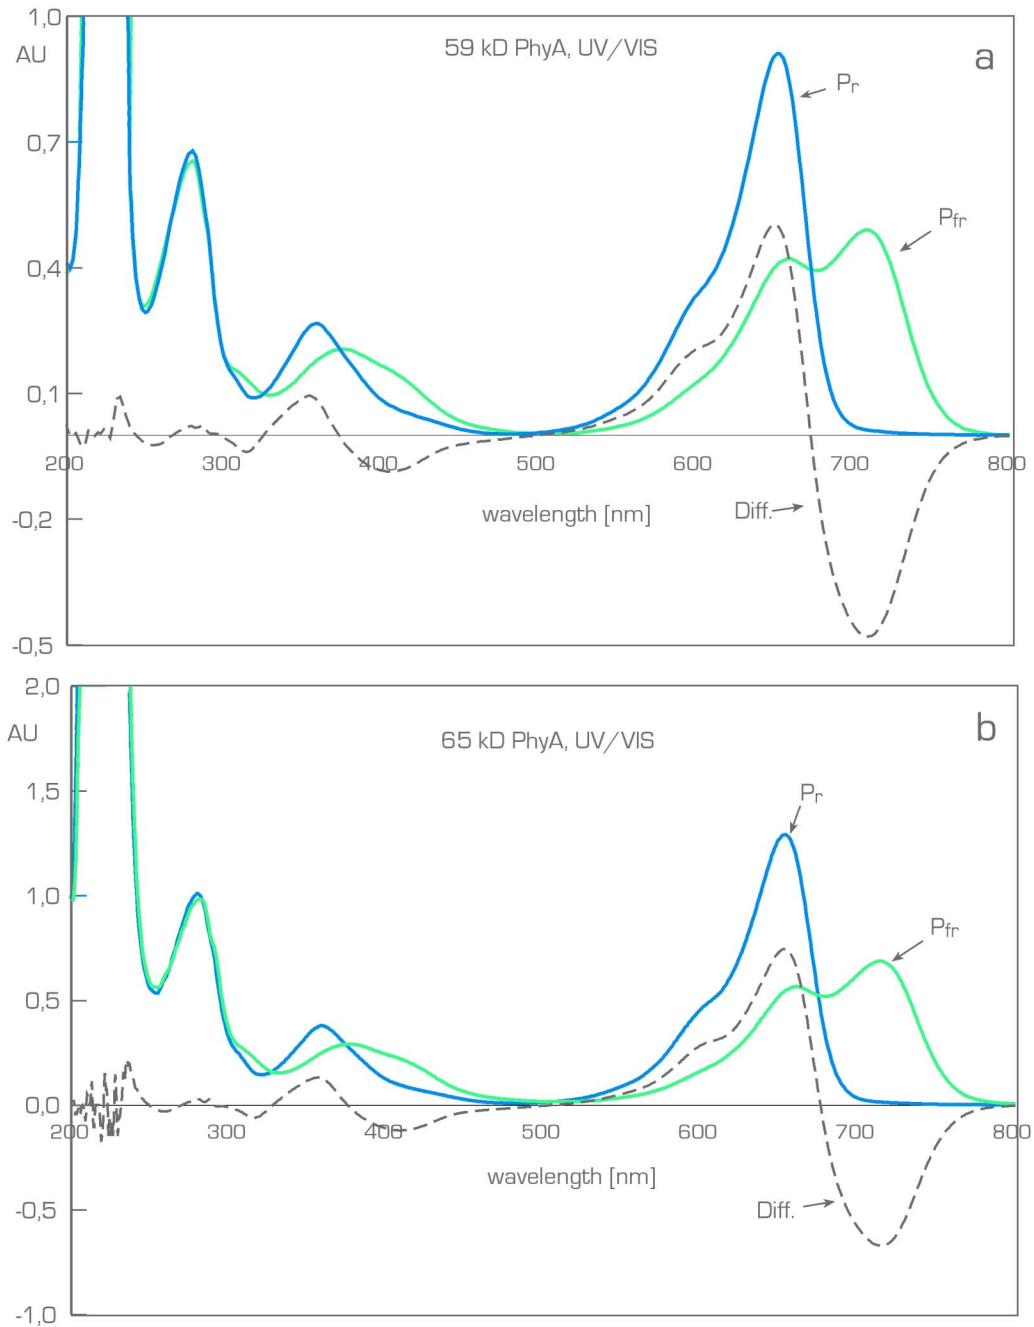 1,0
AU
59 kD PhyA, UV/VIS
a
Pr
0,7
Pfr
0,4
0,1
200 300 400 500 600 700 800
-0,2
wavelength [nm]
Diff.
-0,5
2,0
AU
65 kD PhyA, UV/VIS
b
1,5
Pr
1,0
Pfr
0,5
0,0
200 300 400 500 600 700 800
wavelength [nm]
-0,5
Diff.
-1,0